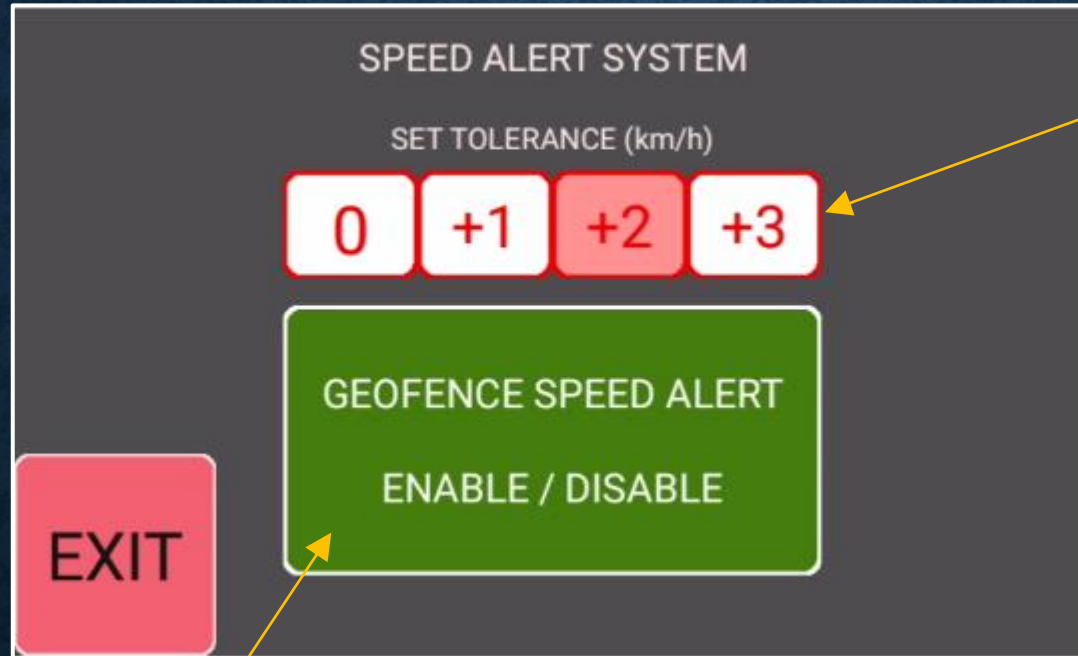 SPEED ALERT SYSTEM
SET TOLERANCE (km/h)
0 +1 +2 +3
GEOFENCE SPEED ALERT
ENABLE / DISABLE
EXIT